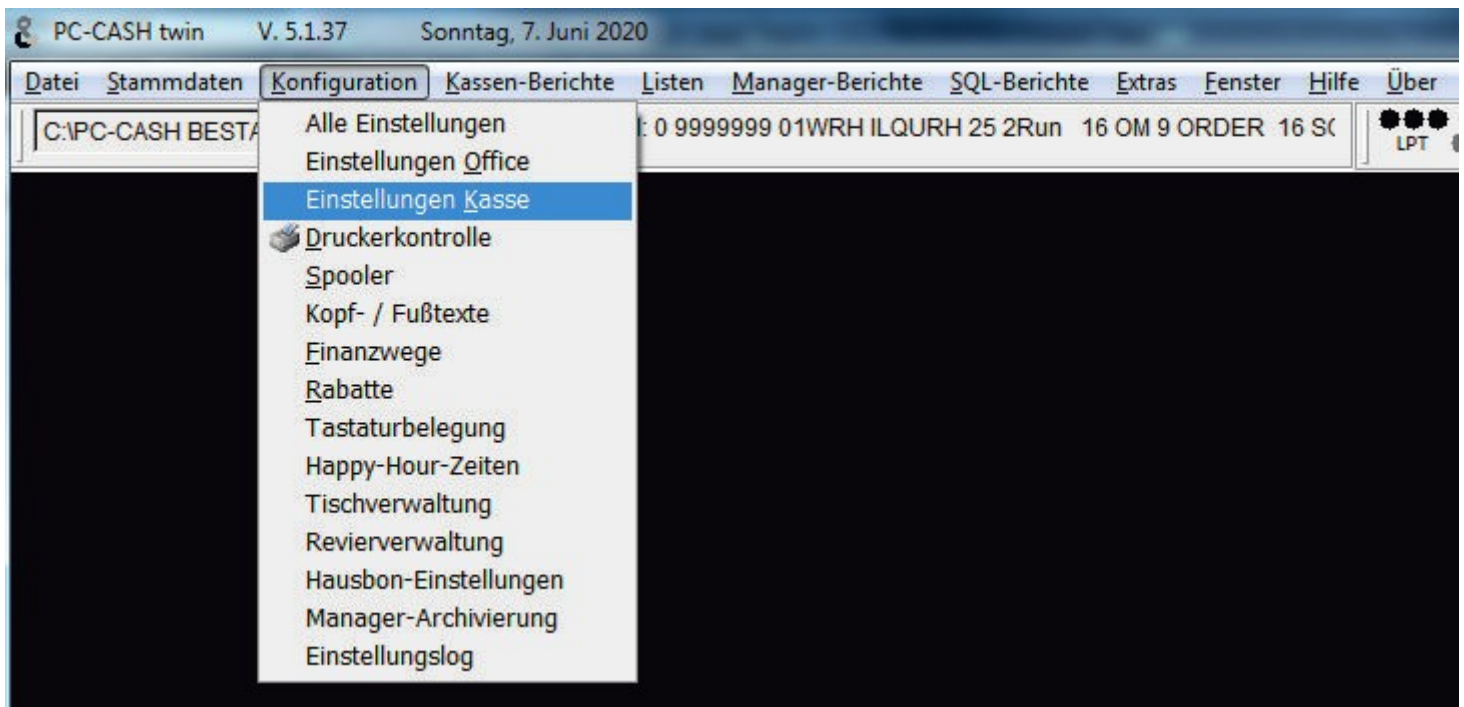 PC-CASH twin V. 5.1.37 Sonntag, 7. Juni 2020
Datei Stammdaten Konfiguration Kassen-Berichte Listen Manager-Berichte SQL-Berichte Extras Fenster Hilfe Über
C:\PC-CASH BESTA : 0 9999999 01WRH ILQURH 25 2Run 16 OM 9 ORDER 16 S
LPT
Alle Einstellungen
Einstellungen Office
Einstellungen Kasse
Druckerkontrolle
Spooler
Kopf- / Fußtexte
Finanzwege
Rabatte
Tastaturbelegung
Happy-Hour-Zeiten
Tischverwaltung
Revierverwaltung
Hausbon-Einstellungen
Manager-Archivierung
Einstellungslog